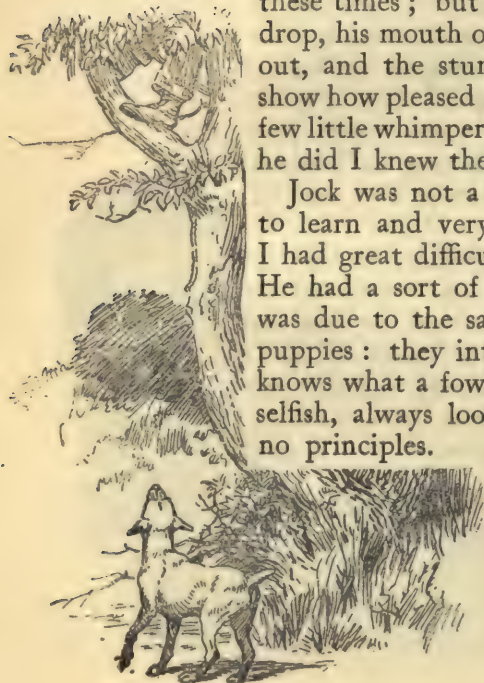 these times ; but
drop, his mouth o
out, and the stu
show how pleased
few little whimper
he did I knew the
Jock was not a
to learn and very
I had great difficu
He had a sort of
was due to the sa
puppies : they int
knows what a fow
selfish, always loo
no principles.